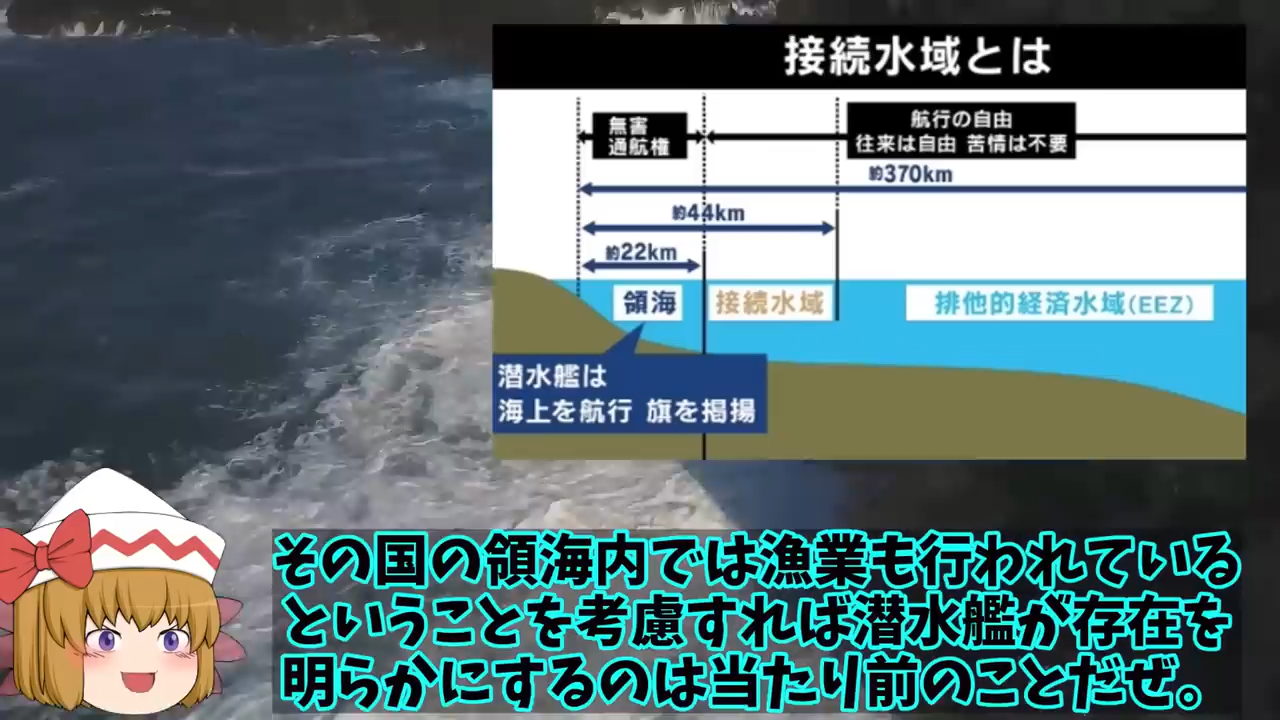 接続水域とは
無害
通航権
航行の自由
往来は自由 苦情は不要
約370km
約44km
約22km
領海
接続水域
排他的経済水域(EEZ)
潜水艦は
海上を航行 旗を掲揚
その国の領海内では漁業も行われている
ということを考慮すれば潜水艦が存在を
明らかにするのは当たり前のことだぜ。